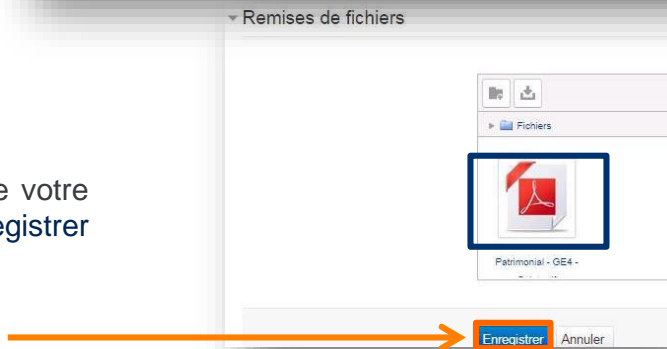 Remises de fichiers
Fichiers
e votre
egistrer
Patrimonial - GE4 -
Enregistrer Annuler